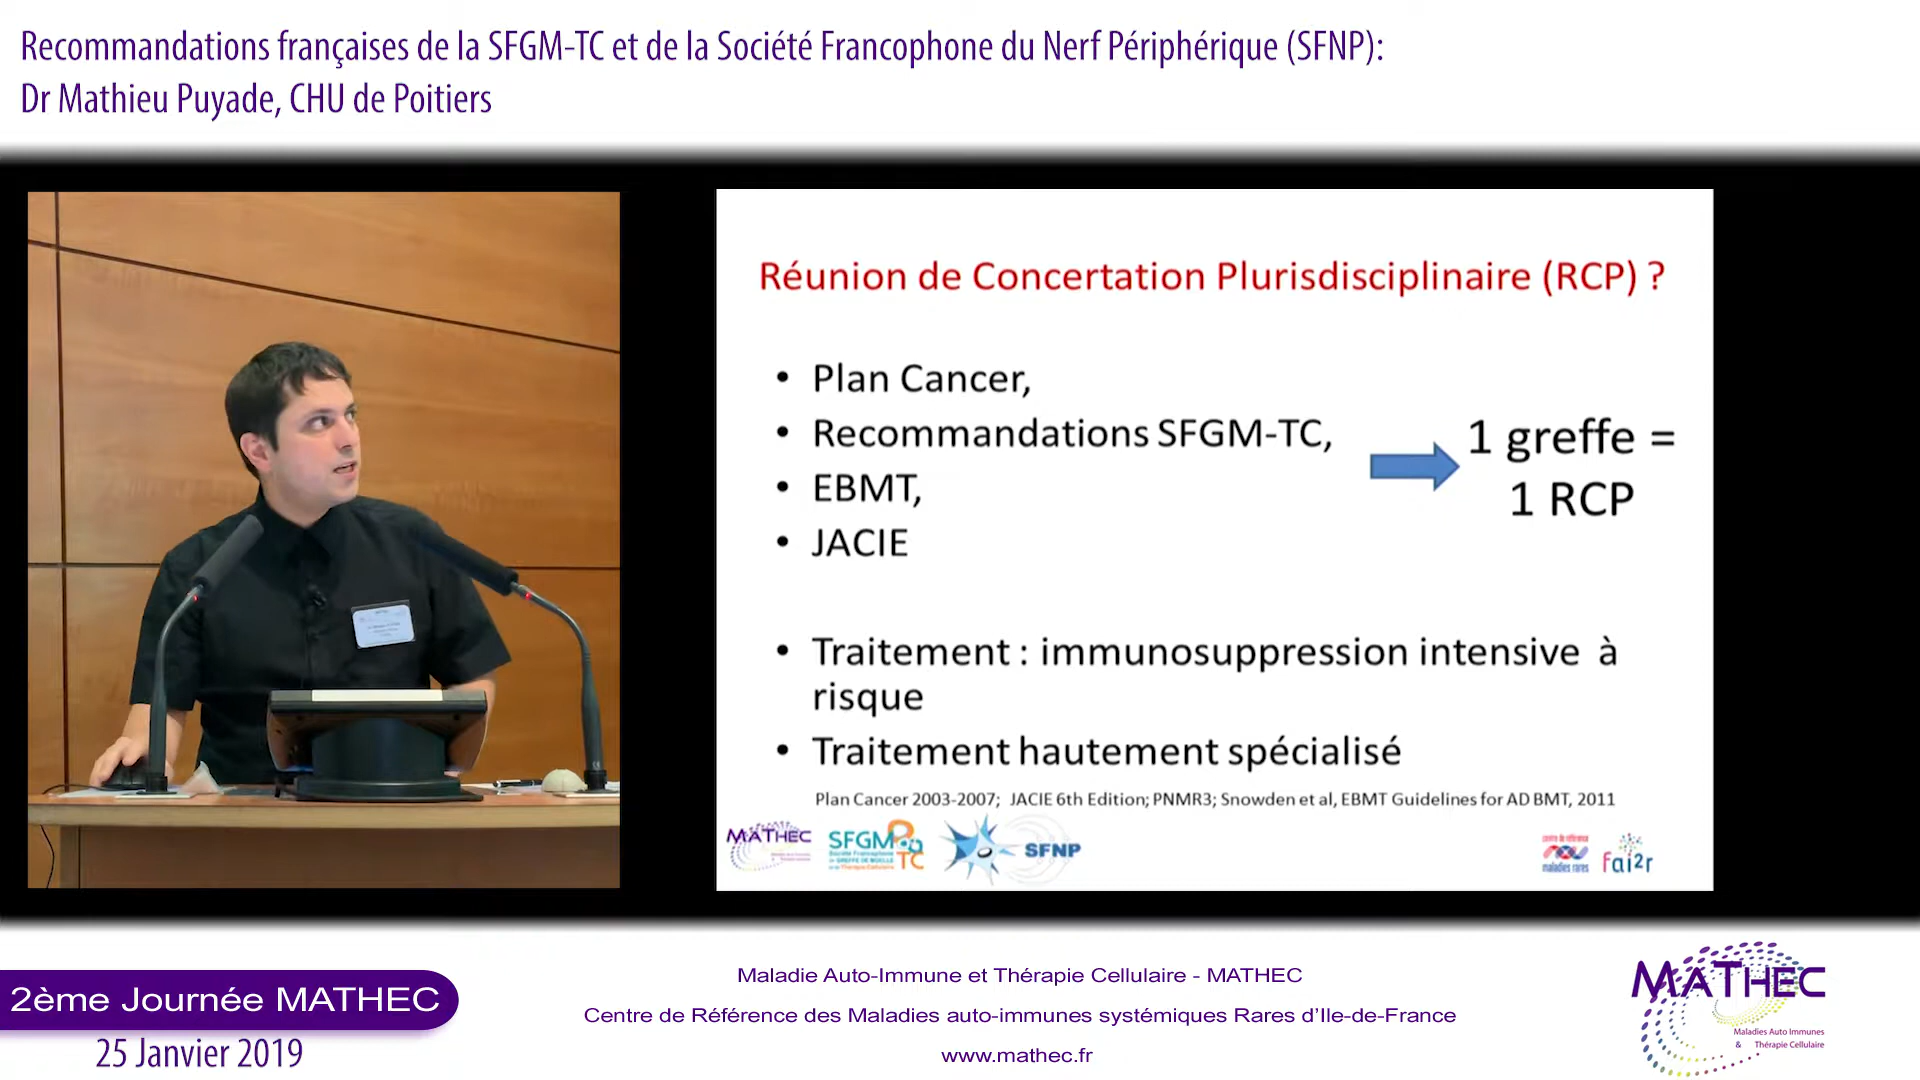 Recommandations françaises de la SFGM-TC et de la Société Francophone du Nerf Périphérique (SFNP):
Dr Mathieu Puyade, CHU de Poitiers
Réunion de Concertation Plurisdisciplinaire (RCP) ?
• Plan Cancer,
• Recommandations SFGM-TC,
• EBMT,
• JACIE
1 greffe =
1 RCP
• Traitement : immunosuppression intensive à
risque
• Traitement hautement spécialisé
Plan Cancer 2003-2007; JACIE 6th Edition; PNMR3; Snowden et al, EBMT Guidelines for AD BMT, 2011
MATHEC
SFGM
TC
SFNP
maladies rares
fai2r
2ème Journée MATHEC
25 Janvier 2019
Maladie Auto-Immune et Thérapie Cellulaire - MATHEC
Centre de Référence des Maladies auto-immunes systémiques Rares d'Ile-de-France
www.mathec.fr
MATHEC
Maladies Auto Immunes
& Thérapie Cellulaire